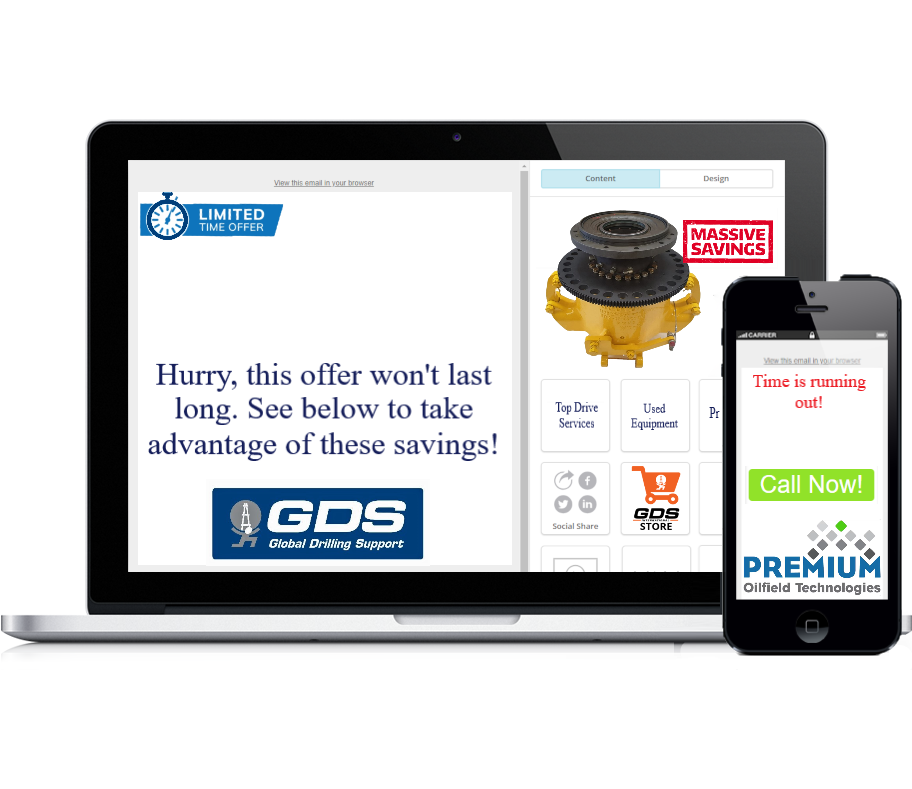 View this email in your browser
LIMITED
TIME OFFER
Hurry, this offer won't last
long. See below to take
advantage of these savings!
GDS
Global Drilling Support
Content
Design
MASSIVE
SAVINGS
Top Drive
Services
Used
Equipment
Pr
Social Share
GDS
INTERNATIONAL
STORE
CARRIER
View this email in your browser
Time is running
out!
Call Now!
PREMIUM
Oilfield Technologies